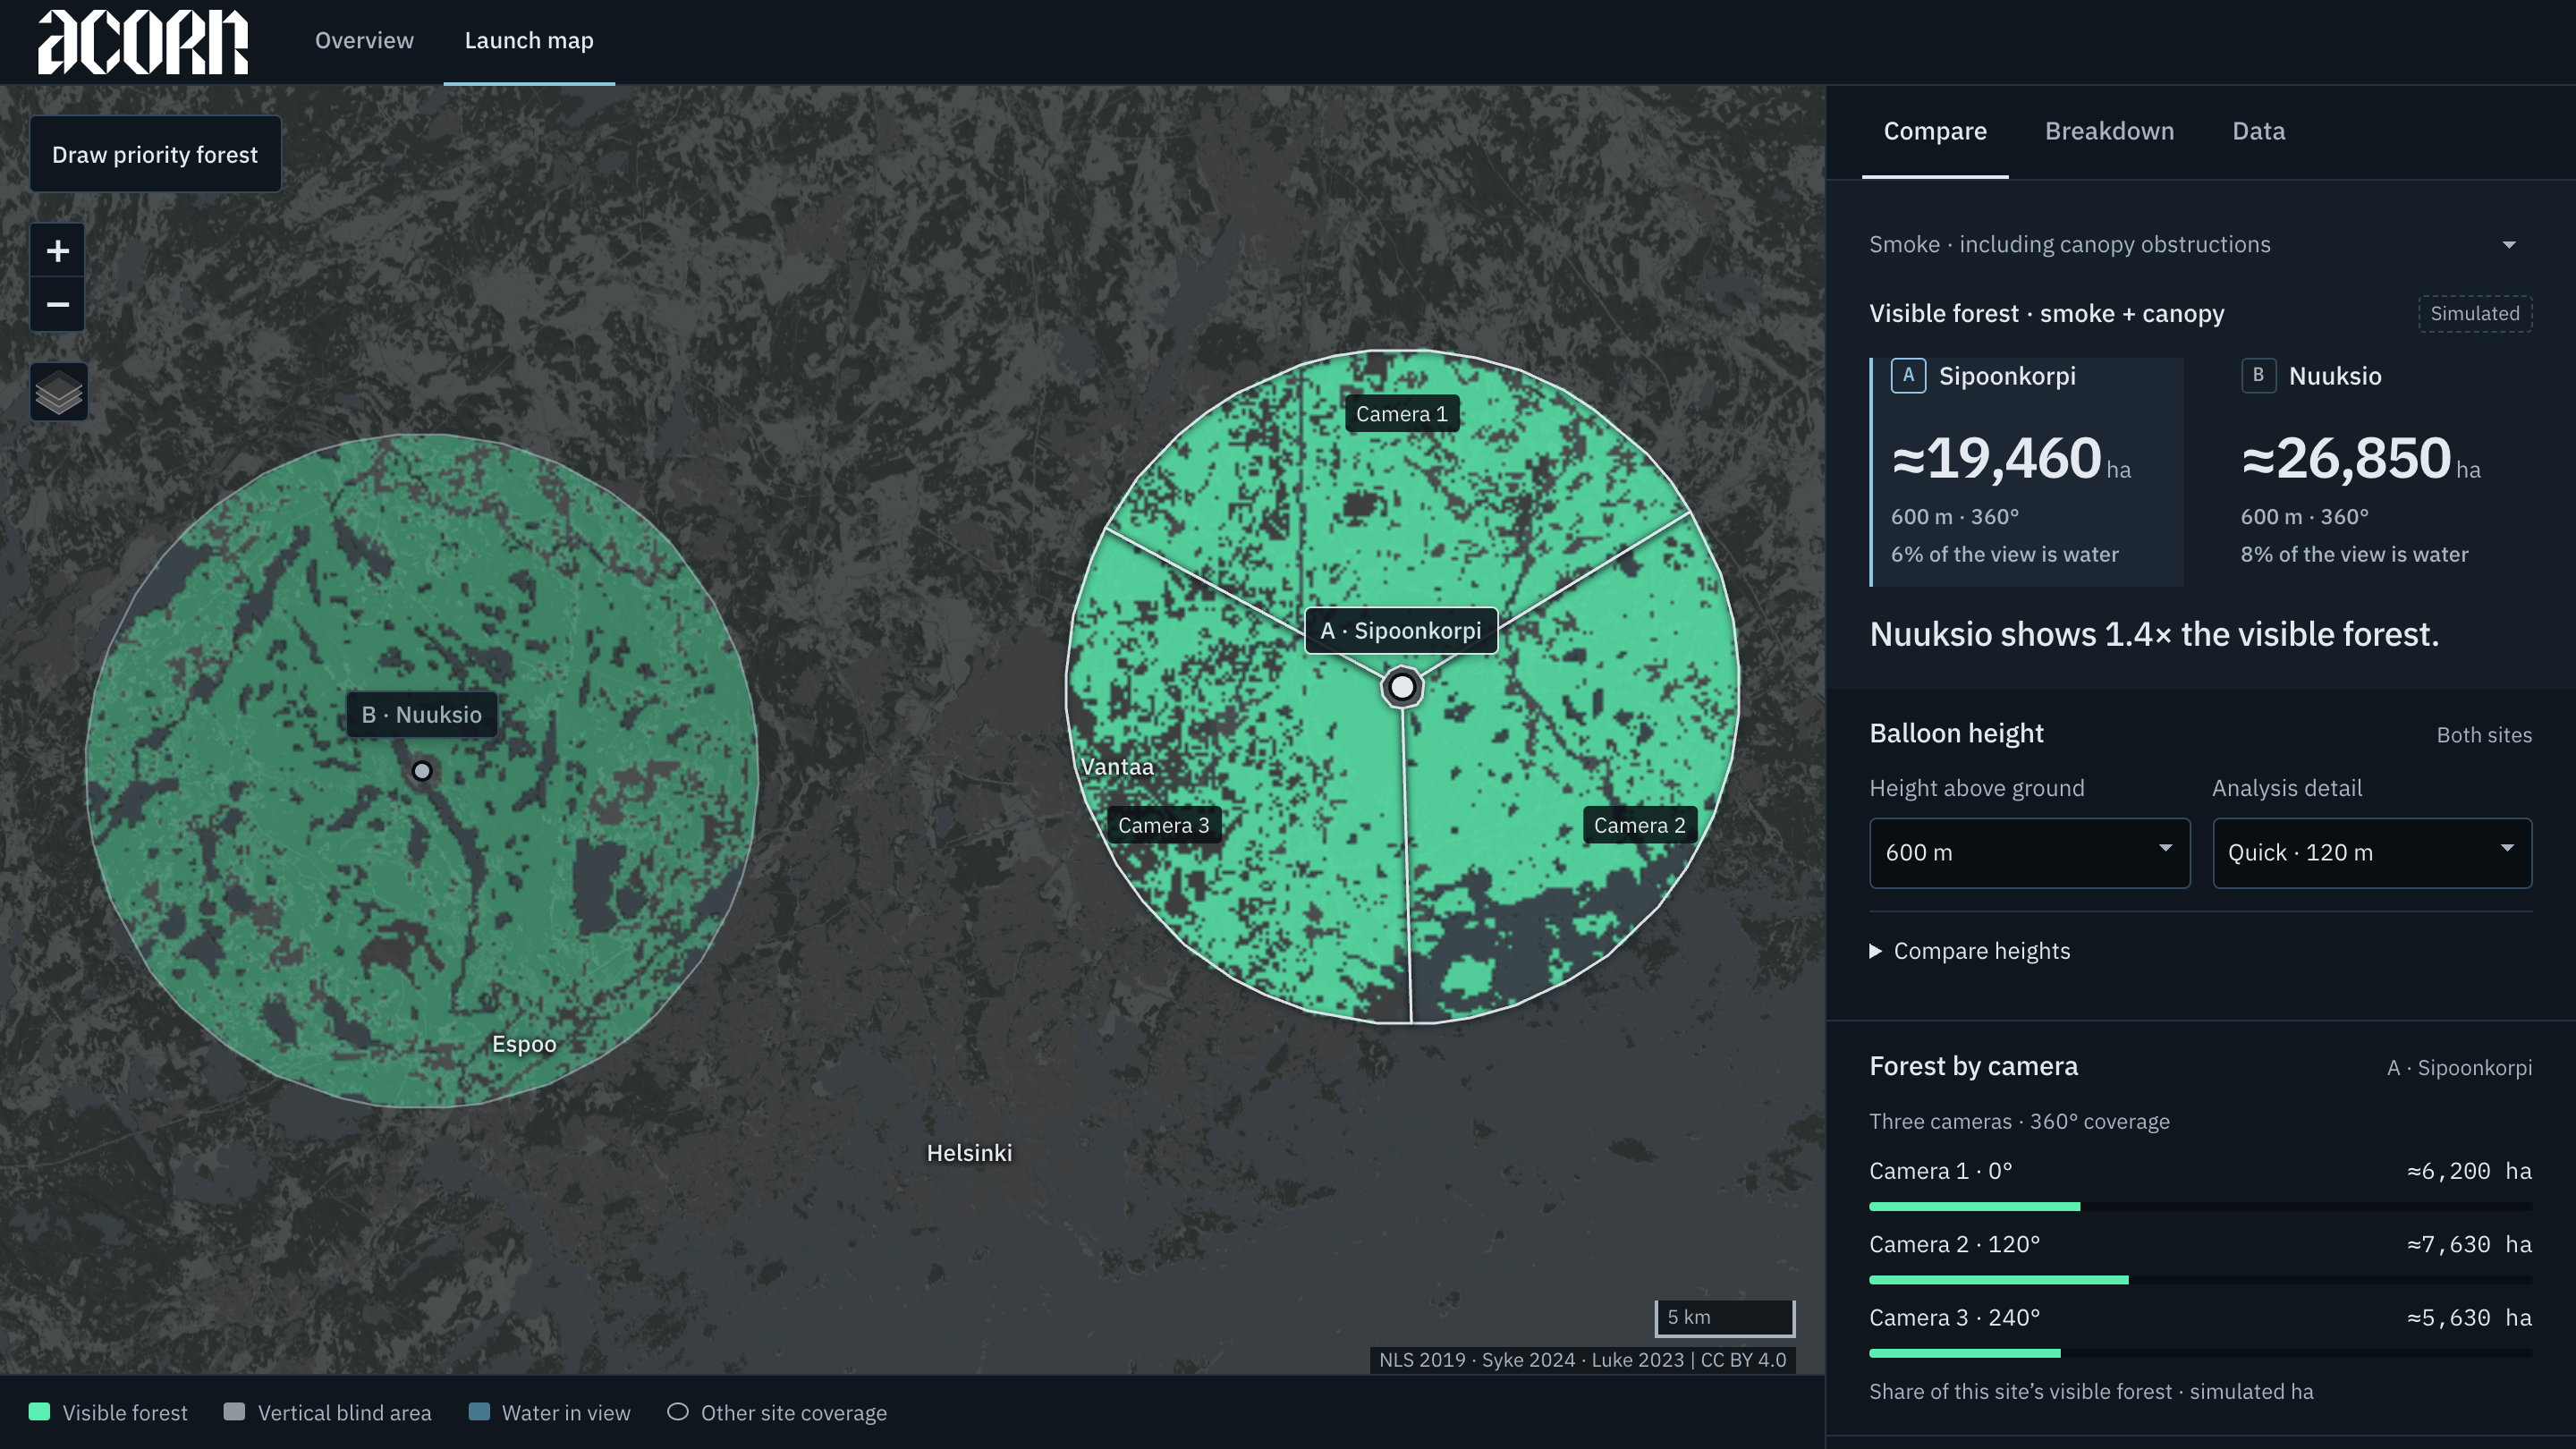 acorn
Overview
Launch map
Draw priority forest
+
−
Camera 1
A · Sipoonkorpi
B · Nuuksio
Vantaa
Camera 3
Camera 2
Espoo
Helsinki
5 km
NLS 2019 · Syke 2024 · Luke 2023 | CC BY 4.0
Visible forest
Vertical blind area
Water in view
Other site coverage
Compare
Breakdown
Data
Smoke · including canopy obstructions
Visible forest · smoke + canopy
Simulated
A Sipoonkorpi
≈19,460 ha
600 m · 360°
6% of the view is water
B Nuuksio
≈26,850 ha
600 m · 360°
8% of the view is water
Nuuksio shows 1.4× the visible forest.
Balloon height
Both sites
Height above ground
Analysis detail
600 m
Quick · 120 m
Compare heights
Forest by camera
A · Sipoonkorpi
Three cameras · 360° coverage
Camera 1 · 0°
≈6,200 ha
Camera 2 · 120°
≈7,630 ha
Camera 3 · 240°
≈5,630 ha
Share of this site’s visible forest · simulated ha